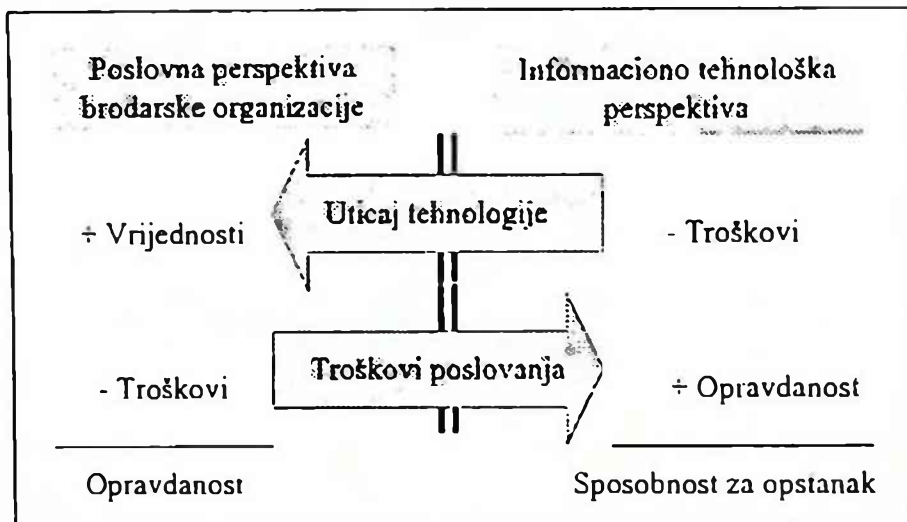 Poslovna perspektiva
brodarske organizacije
Informaciono tehnološka
perspektiva
Uticaj tehnologije
÷ Vrijednosti
- Troškovi
Troškovi poslovanja
- Troškovi
÷ Opravdanost
Opravdanost
Sposobnost za opstanak